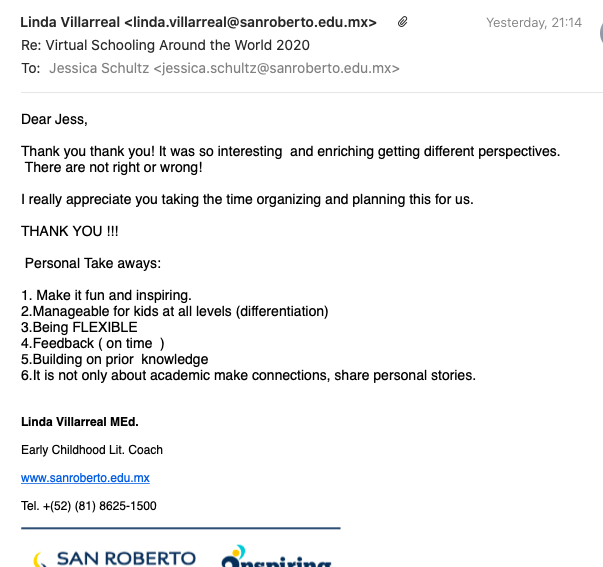 Linda Villarreal <linda.villarreal@sanroberto.edu.mx>
Yesterday, 21:14
Re: Virtual Schooling Around the World 2020
To: Jessica Schultz <jessica.schultz@sanroberto.edu.mx>
Dear Jess,
Thank you thank you! It was so interesting  and enriching getting different perspectives.
There are not right or wrong!
I really appreciate you taking the time organizing and planning this for us.
THANK YOU !!!
Personal Take aways:
1. Make it fun and inspiring.
2.Manageable for kids at all levels (differentiation)
3.Being FLEXIBLE
4.Feedback ( on time  )
5.Building on prior  knowledge
6.It is not only about academic make connections, share personal stories.
Linda Villarreal MEd.
Early Childhood Lit. Coach
www.sanroberto.edu.mx
Tel. +(52) (81) 8625-1500
SAN ROBERTO
Inspiring